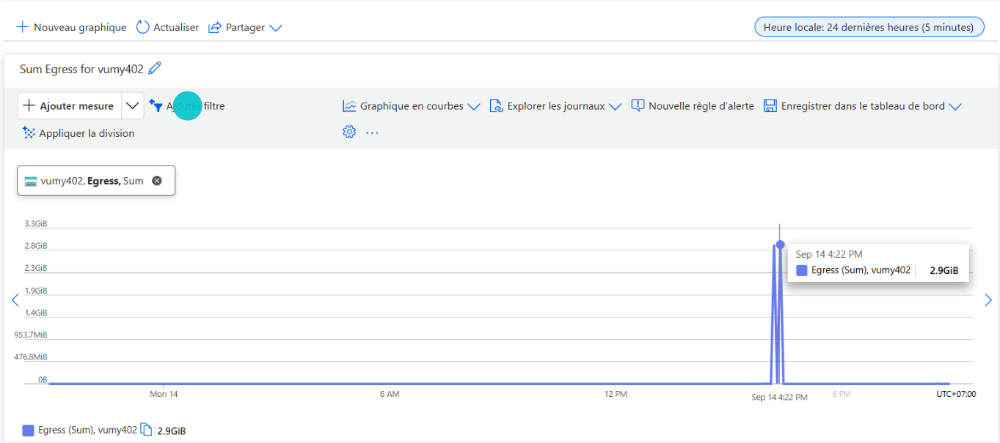 Nouveau graphique Actualiser Partager Heure locale: 24 dernières heures (5 minutes)
Sum Egress for vumy402
Ajouter mesure Ajouter filtre Graphique en courbes Explorer les journaux Nouvelle règle d'alerte Enregistrer dans le tableau de bord
Appliquer la division ...
vumy402, Egress, Sum
3.3GiB
2.8GiB
Sep 14 4:22 PM
2.3GiB
Egress (Sum), vumy402 2.9GiB
1.9GiB
1.4GiB
953.7MiB
476.8MiB
0B
Mon 14 6 AM 12 PM Sep 14 4:22 PM 6 PM UTC+07:00
Egress (Sum), vumy402 2.9GiB